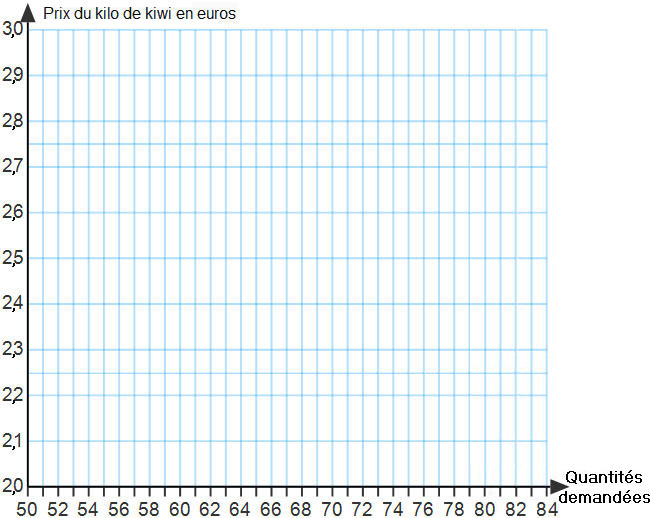 Prix du kilo de kiwi en euros
3,0
2,9
2,8
2,7
2,6
2,5
2,4
2,3
2,2
2,1
2,0
50 52 54 56 58 60 62 64 66 68 70 72 74 76 78 80 82 84
Quantités
demandées